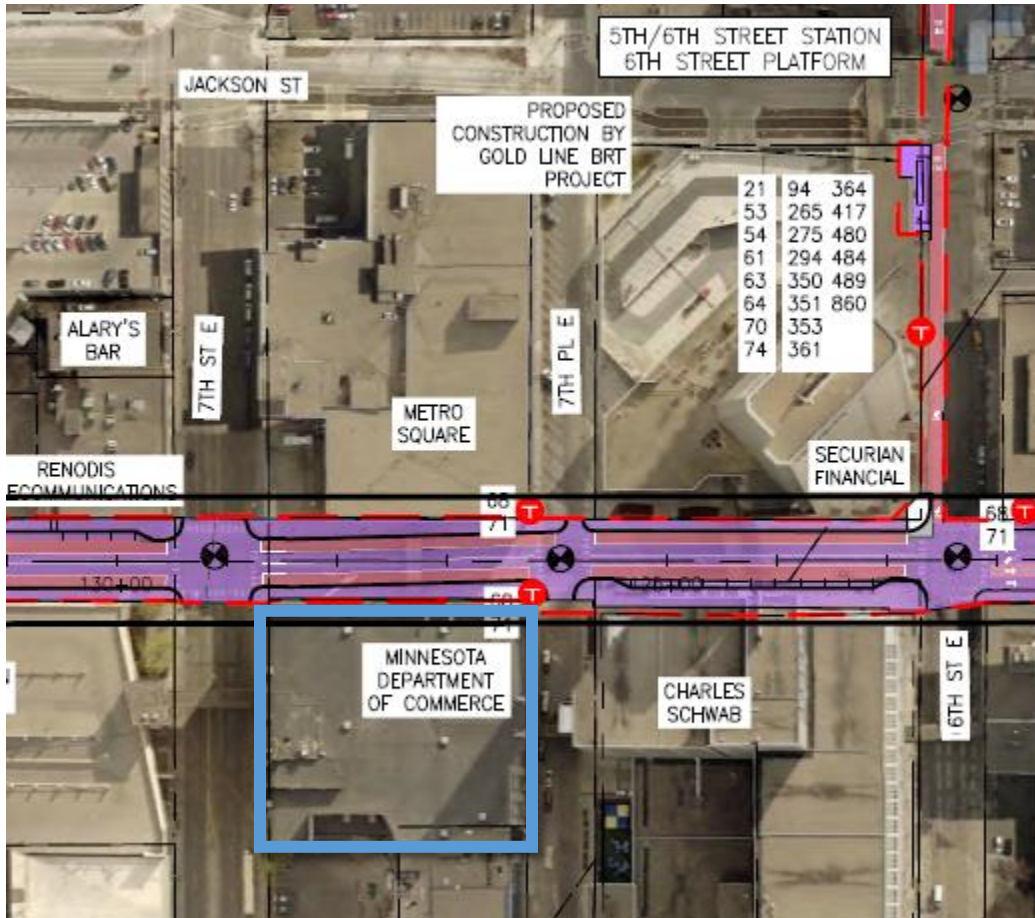 5TH/6TH STREET STATION
6TH STREET PLATFORM
JACKSON ST
PROPOSED
CONSTRUCTION BY
GOLD LINE BRT
PROJECT
21 94 364
53 265 417
54 275 480
61 294 484
63 350 489
64 351 860
70 353
74 361
ALARY'S
BAR
7TH ST E
7TH PL E
METRO
SQUARE
SECURIAN
FINANCIAL
RENODIS
ECOMMUNICATIONS
68
71
68
71
130+00
MINNESOTA
DEPARTMENT
OF COMMERCE
CHARLES
SCHWAB
6TH ST E